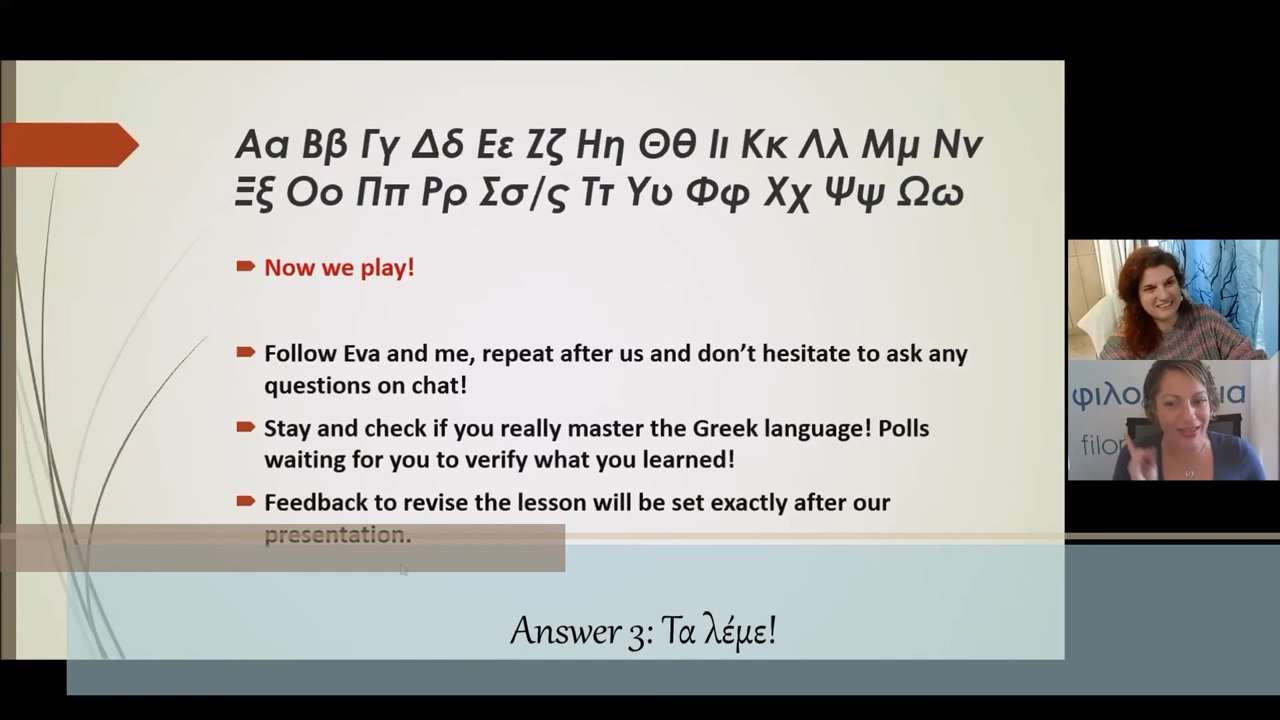 Αα Ββ Γγ Δδ Εε Ζζ Ηη Θθ Ιι Κκ Λλ Μμ Νν
Ξξ Οο Ππ Ρρ Σσ/ς Ττ Υυ Φφ Χχ Ψψ Ωω
Now we play!
Follow Eva and me, repeat after us and don’t hesitate to ask any
questions on chat!
Stay and check if you really master the Greek language! Polls
waiting for you to verify what you learned!
Feedback to revise the lesson will be set exactly after our
presentation.
Answer 3: Τα λέμε!